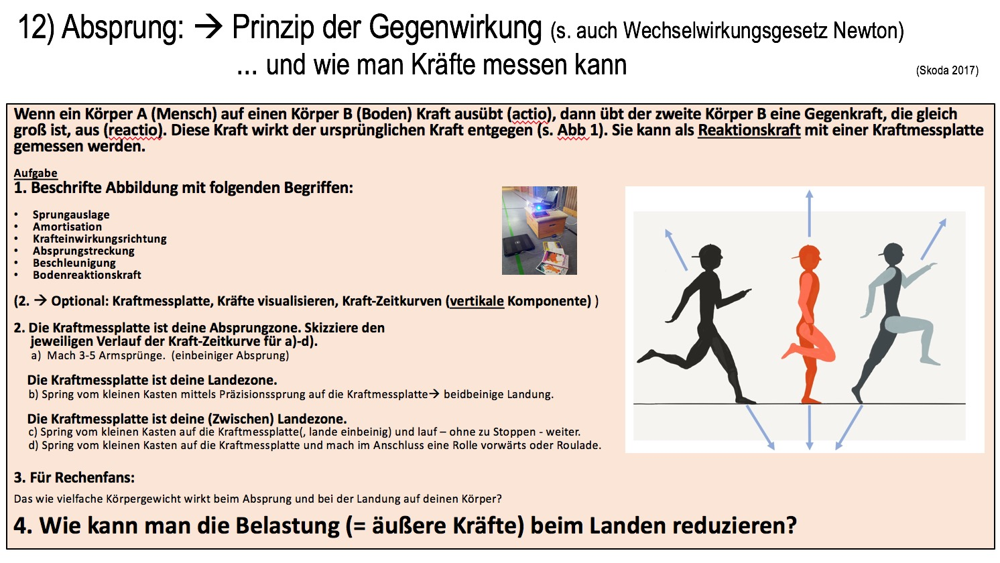 12) Absprung: → Prinzip der Gegenwirkung (s. auch Wechselwirkungsgesetz Newton)
... und wie man Kräfte messen kann
(Skoda 2017)
Wenn ein Körper A (Mensch) auf einen Körper B (Boden) Kraft ausübt (actio), dann übt der zweite Körper B eine Gegenkraft, die gleich
groß ist, aus (reactio). Diese Kraft wirkt der ursprünglichen Kraft entgegen (s. Abb 1). Sie kann als Reaktionskraft mit einer Kraftmessplatte
gemessen werden.
Aufgabe
1. Beschrifte Abbildung mit folgenden Begriffen:
• Sprungauslage
• Amortisation
• Krafteinwirkungsrichtung
• Absprungstreckung
• Beschleunigung
• Bodenreaktionskraft
(2. → Optional: Kraftmessplatte, Kräfte visualisieren, Kraft-Zeitkurven (vertikale Komponente) )
2. Die Kraftmessplatte ist deine Absprungzone. Skizziere den
jeweiligen Verlauf der Kraft-Zeitkurve für a)-d).
a) Mach 3-5 Armsprünge. (einbeiniger Absprung)
Die Kraftmessplatte ist deine Landezone.
b) Spring vom kleinen Kasten mittels Präzisionssprung auf die Kraftmessplatte→ beidbeinige Landung.
Die Kraftmessplatte ist deine (Zwischen) Landezone.
c) Spring vom kleinen Kasten auf die Kraftmessplatte(, lande einbeinig) und lauf – ohne zu Stoppen - weiter.
d) Spring vom kleinen Kasten auf die Kraftmessplatte und mach im Anschluss eine Rolle vorwärts oder Roulade.
3. Für Rechenfans:
Das wie vielfache Körpergewicht wirkt beim Absprung und bei der Landung auf deinen Körper?
4. Wie kann man die Belastung (= äußere Kräfte) beim Landen reduzieren?